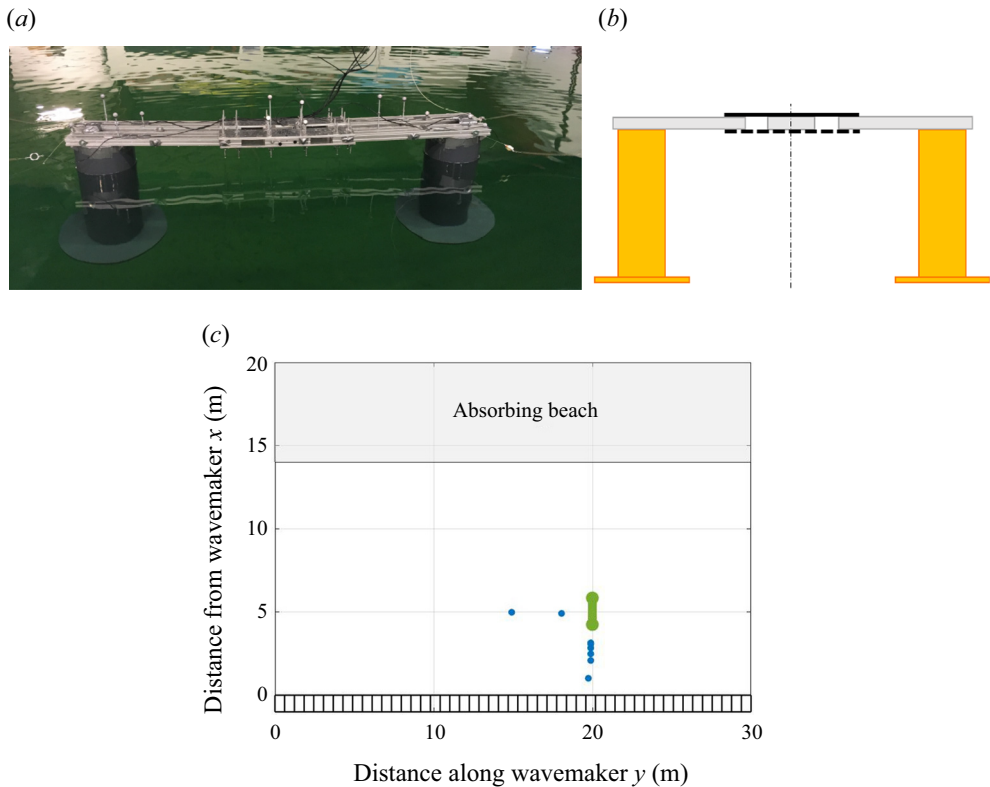 (a)
(b)
(c)
20
Absorbing beach
15
10
5
0
Distance from wavemaker x (m)
0 10 20 30
Distance along wavemaker y (m)